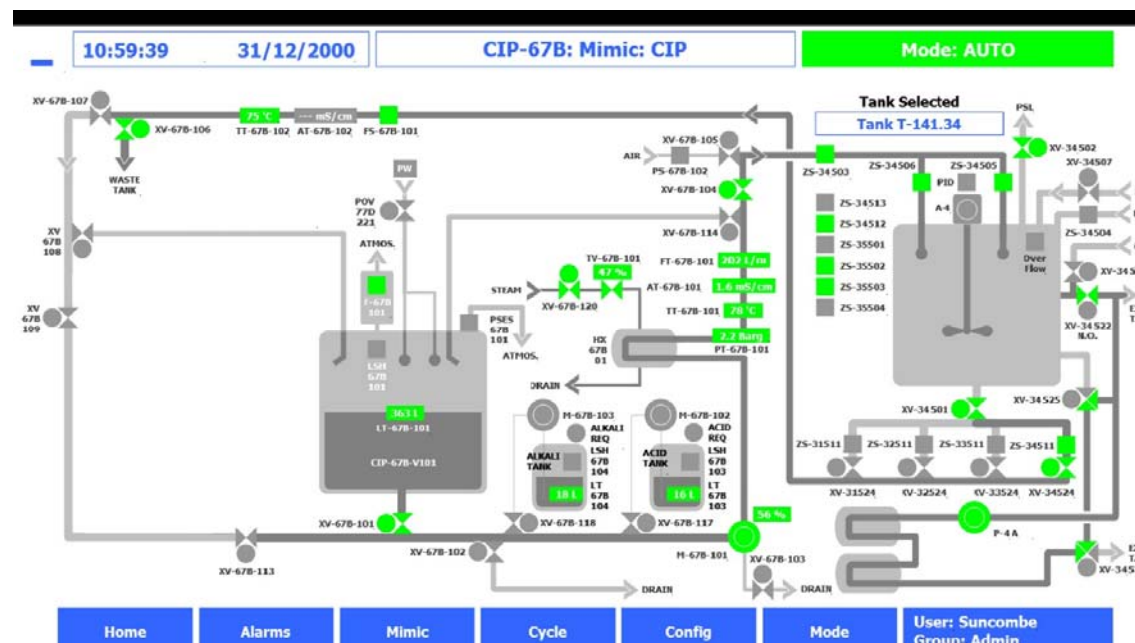 10:59:39 31/12/2000
CIP-67B: Mimic: CIP
Mode: AUTO
XV-67B-107
XV-67B-106
WASTE
TANK
75 °C
TT-67B-102
--- mS/cm
AT-67B-102
FS-67B-101
Tank Selected
Tank T-141.34
PSL
XV-34502
XV-34507
XV-67B-105
AIR
PS-67B-102
XV-67B-104
XV-67B-114
ZS-34503
ZS-34506
ZS-34505
PID
A-4
ZS-34504
Over
Flow
PW
POV
77D
221
ATMOS.
F-67B
101
XV
67B
108
XV
67B
109
PSES
67B
101
ATMOS.
LSH
67B
101
363 l
LT-67B-101
CIP-67B-V101
STEAM
TV-67B-101
47 %
XV-67B-120
HX
67B
01
DRAIN
FT-67B-101
AT-67B-101
1.6 mS/cm
TT-67B-101
78 °C
2.2 Barg
PT-67B-101
ZS-34513
ZS-34512
ZS-35501
ZS-35502
ZS-35503
ZS-35504
XV-34522
N.O.
XV-34525
XV-34501
M-67B-103
ALKALI
REQ
LSH
67B
104
ALKALI
TANK
18 l
LT
67B
104
M-67B-102
ACID
REQ
LSH
67B
103
ACID
TANK
16 l
LT
67B
103
ZS-31511
ZS-32511
ZS-33511
ZS-34511
XV-31524
XV-32524
XV-33524
XV-34524
XV-67B-101
XV-67B-118
XV-67B-117
56 %
M-67B-101
P-4A
XV-67B-102
XV-67B-103
XV-67B-113
DRAIN
DRAIN
Home
Alarms
Mimic
Cycle
Config
Mode
User: Suncombe
Group: Admin